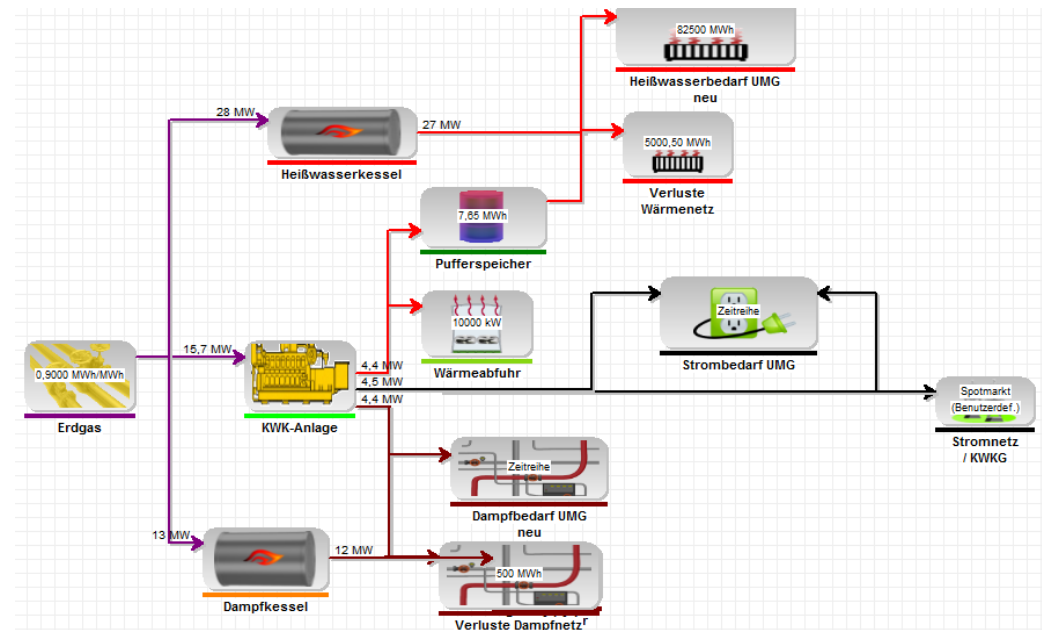 82500 MWh
Heißwasserbedarf UMG
neu
28 MW
27 MW
Heißwasserkessel
5000,50 MWh
Verluste
Wärmenetz
7,65 MWh
Pufferspeicher
10000 kW
Wärmeabfuhr
Zeitreihe
Strombedarf UMG
0,9000 MWh/MWh
Erdgas
15,7 MW
4,4 MW
4,5 MW
4,4 MW
KWK-Anlage
Spotmarkt
(Benutzerdef.)
Stromnetz
/ KWKG
Zeitreihe
Dampfbedarf UMG
neu
13 MW
12 MW
Dampfkessel
500 MWh
Verluste Dampfnetz